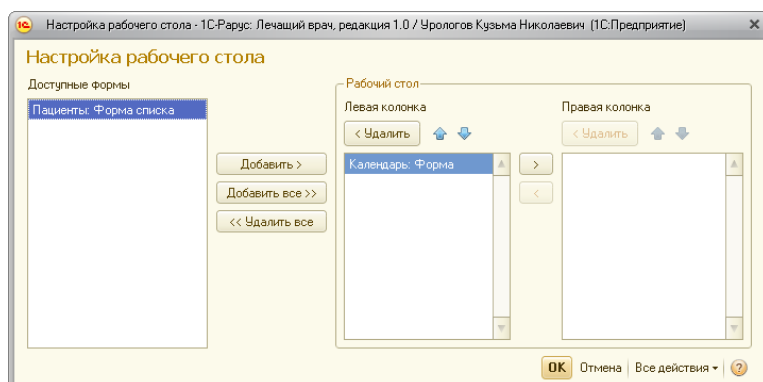 Настройка рабочего стола - 1С-Рарус: Лечащий врач, редакция 1.0 / Урологов Кузьма Николаевич (1С:Предприятие)
Настройка рабочего стола
Доступные формы
Пациенты: Форма списка
Добавить >
Добавить все >>
<< Удалить все
Рабочий стол
Левая колонка
< Удалить
Календарь: Форма
>
<
Правая колонка
< Удалить
OK Отмена Все действия ?